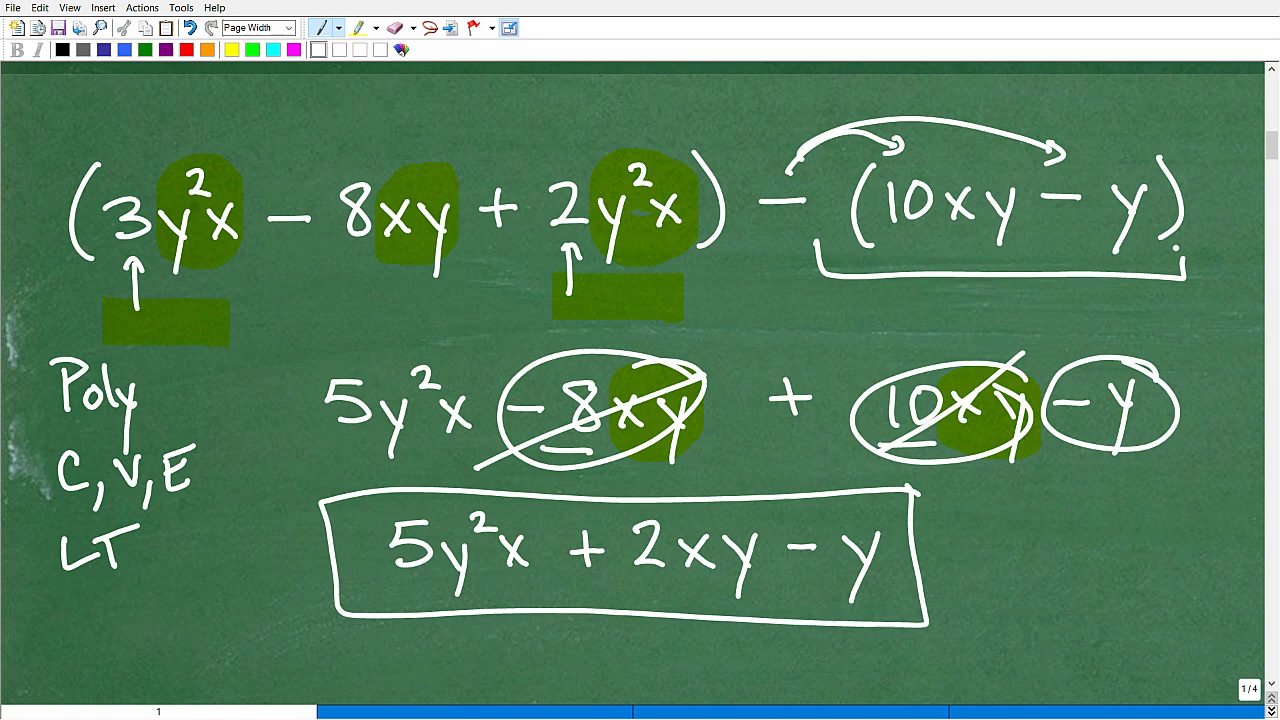 File Edit View Insert Actions Tools Help
Page Width
B I
(3y²x - 8xy + 2y²x) - (10xy - y)
Poly
5y²x - 8xy + 10xy - y
C, V, E
LT
5y²x + 2xy - y
1/4
1